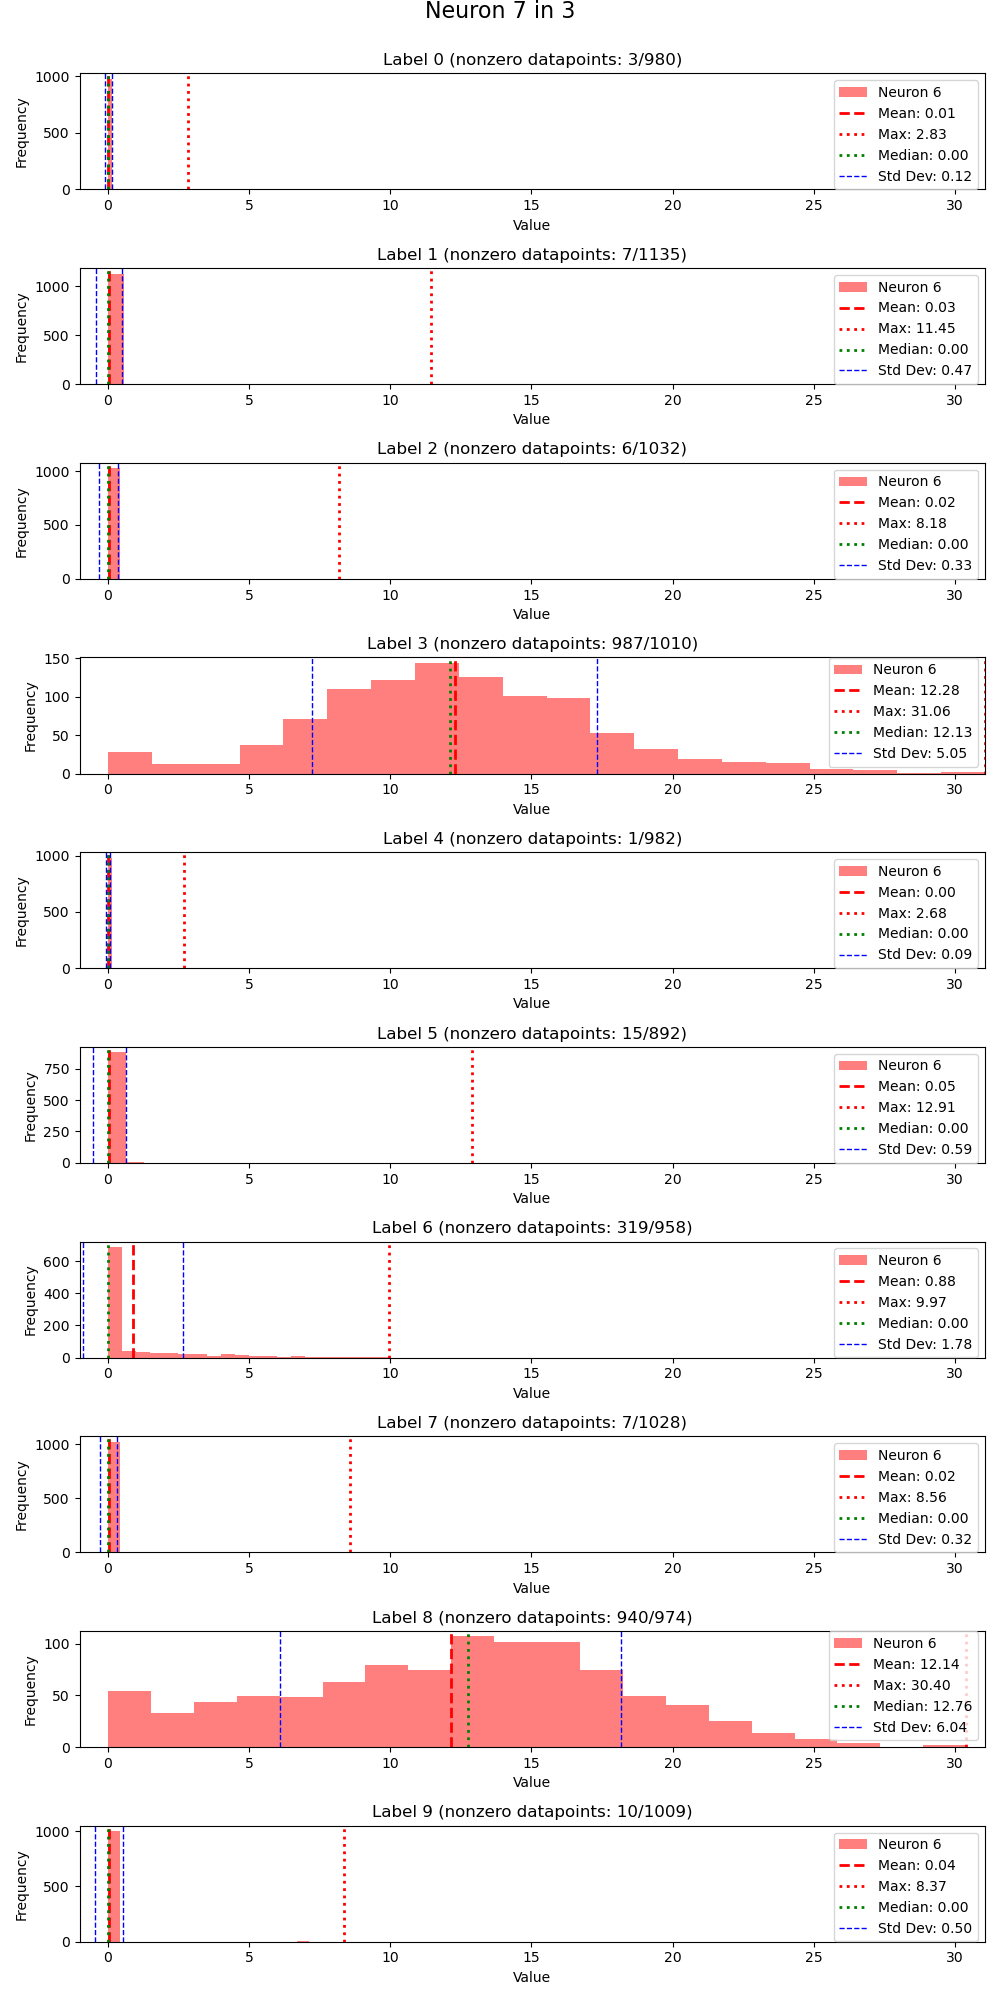 Neuron 7 in 3
Label 0 (nonzero datapoints: 3/980)
Frequency
1000
500
0
Neuron 6
Mean: 0.01
Max: 2.83
Median: 0.00
Std Dev: 0.12
0 5 10 15 20 25 30
Value
Label 1 (nonzero datapoints: 7/1135)
Frequency
1000
500
0
Neuron 6
Mean: 0.03
Max: 11.45
Median: 0.00
Std Dev: 0.47
0 5 10 15 20 25 30
Value
Label 2 (nonzero datapoints: 6/1032)
Frequency
1000
500
0
Neuron 6
Mean: 0.02
Max: 8.18
Median: 0.00
Std Dev: 0.33
0 5 10 15 20 25 30
Value
Label 3 (nonzero datapoints: 987/1010)
Frequency
150
100
50
0
Neuron 6
Mean: 12.28
Max: 31.06
Median: 12.13
Std Dev: 5.05
0 5 10 15 20 25 30
Value
Label 4 (nonzero datapoints: 1/982)
Frequency
1000
500
0
Neuron 6
Mean: 0.00
Max: 2.68
Median: 0.00
Std Dev: 0.09
0 5 10 15 20 25 30
Value
Label 5 (nonzero datapoints: 15/892)
Frequency
750
500
250
0
Neuron 6
Mean: 0.05
Max: 12.91
Median: 0.00
Std Dev: 0.59
0 5 10 15 20 25 30
Value
Label 6 (nonzero datapoints: 319/958)
Frequency
600
400
200
0
Neuron 6
Mean: 0.88
Max: 9.97
Median: 0.00
Std Dev: 1.78
0 5 10 15 20 25 30
Value
Label 7 (nonzero datapoints: 7/1028)
Frequency
1000
500
0
Neuron 6
Mean: 0.02
Max: 8.56
Median: 0.00
Std Dev: 0.32
0 5 10 15 20 25 30
Value
Label 8 (nonzero datapoints: 940/974)
Frequency
100
50
0
Neuron 6
Mean: 12.14
Max: 30.40
Median: 12.76
Std Dev: 6.04
0 5 10 15 20 25 30
Value
Label 9 (nonzero datapoints: 10/1009)
Frequency
1000
500
0
Neuron 6
Mean: 0.04
Max: 8.37
Median: 0.00
Std Dev: 0.50
0 5 10 15 20 25 30
Value